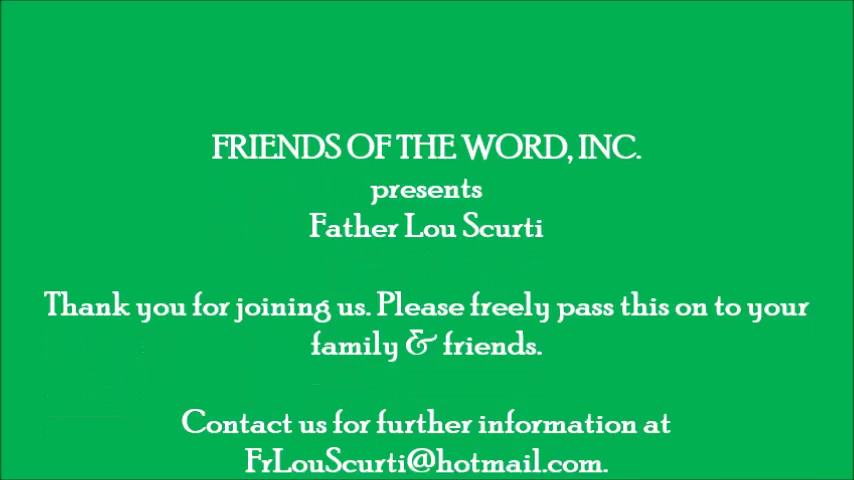 FRIENDS OF THE WORD, INC.
presents
Father Lou Scurti
Thank you for joining us. Please freely pass this on to your
family & friends.
Contact us for further information at
FrLouScurti@hotmail.com.